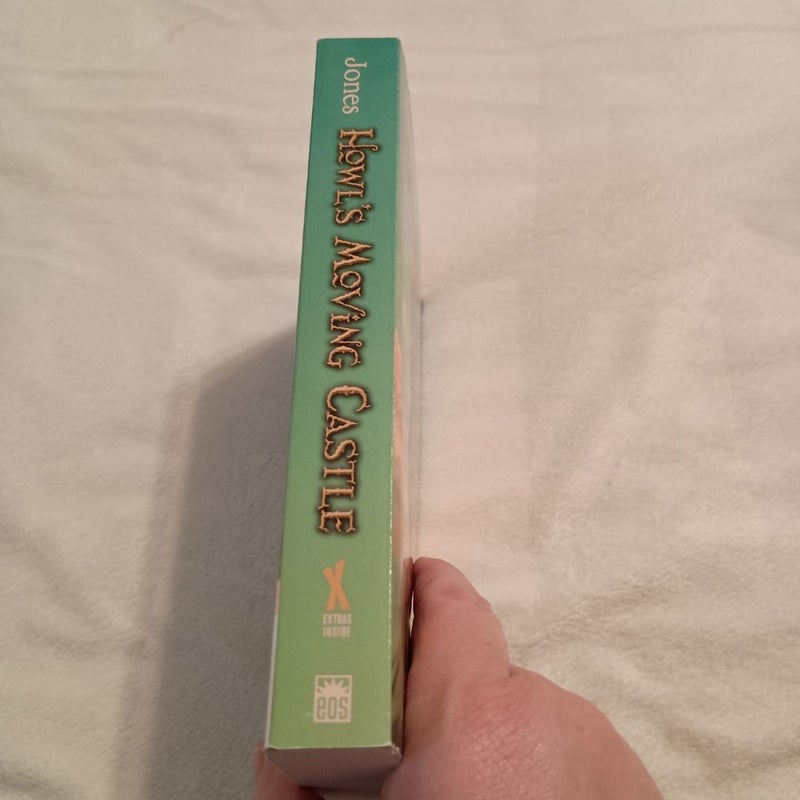 Jones
HOWL'S MOVING CASTLE
X
EXTRAS
INSIDE
eos